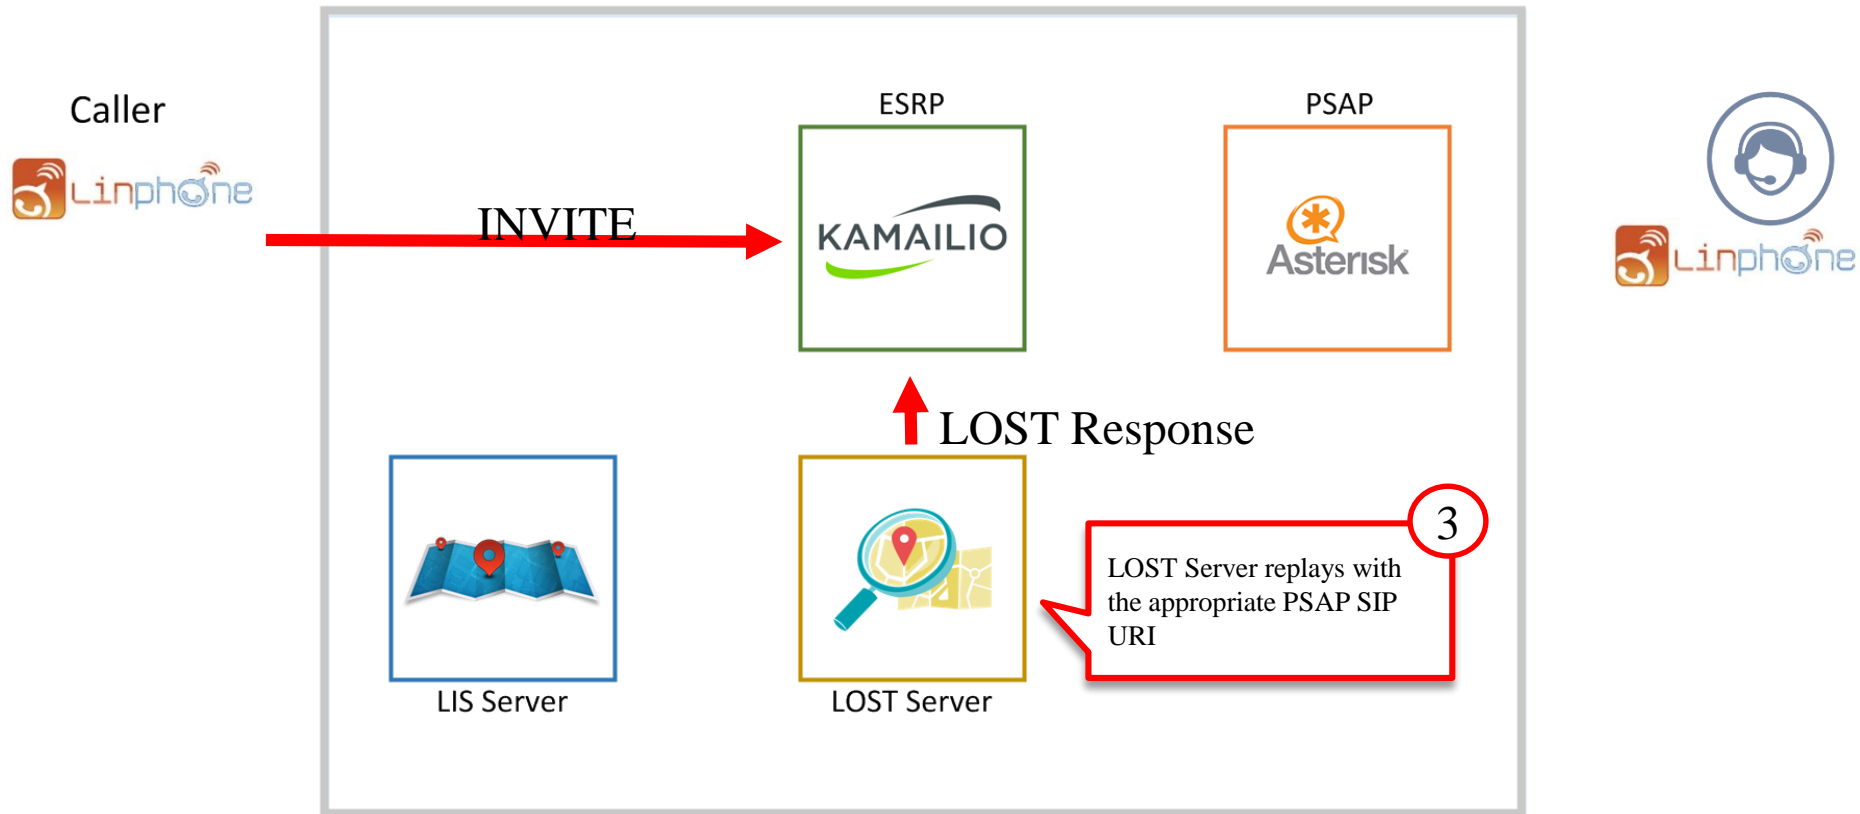 Caller
Linphone
INVITE
ESRP
KAMAILIO
PSAP
Asterisk
Linphone
LOST Response
LIS Server
LOST Server
3
LOST Server replays with
the appropriate PSAP SIP
URI